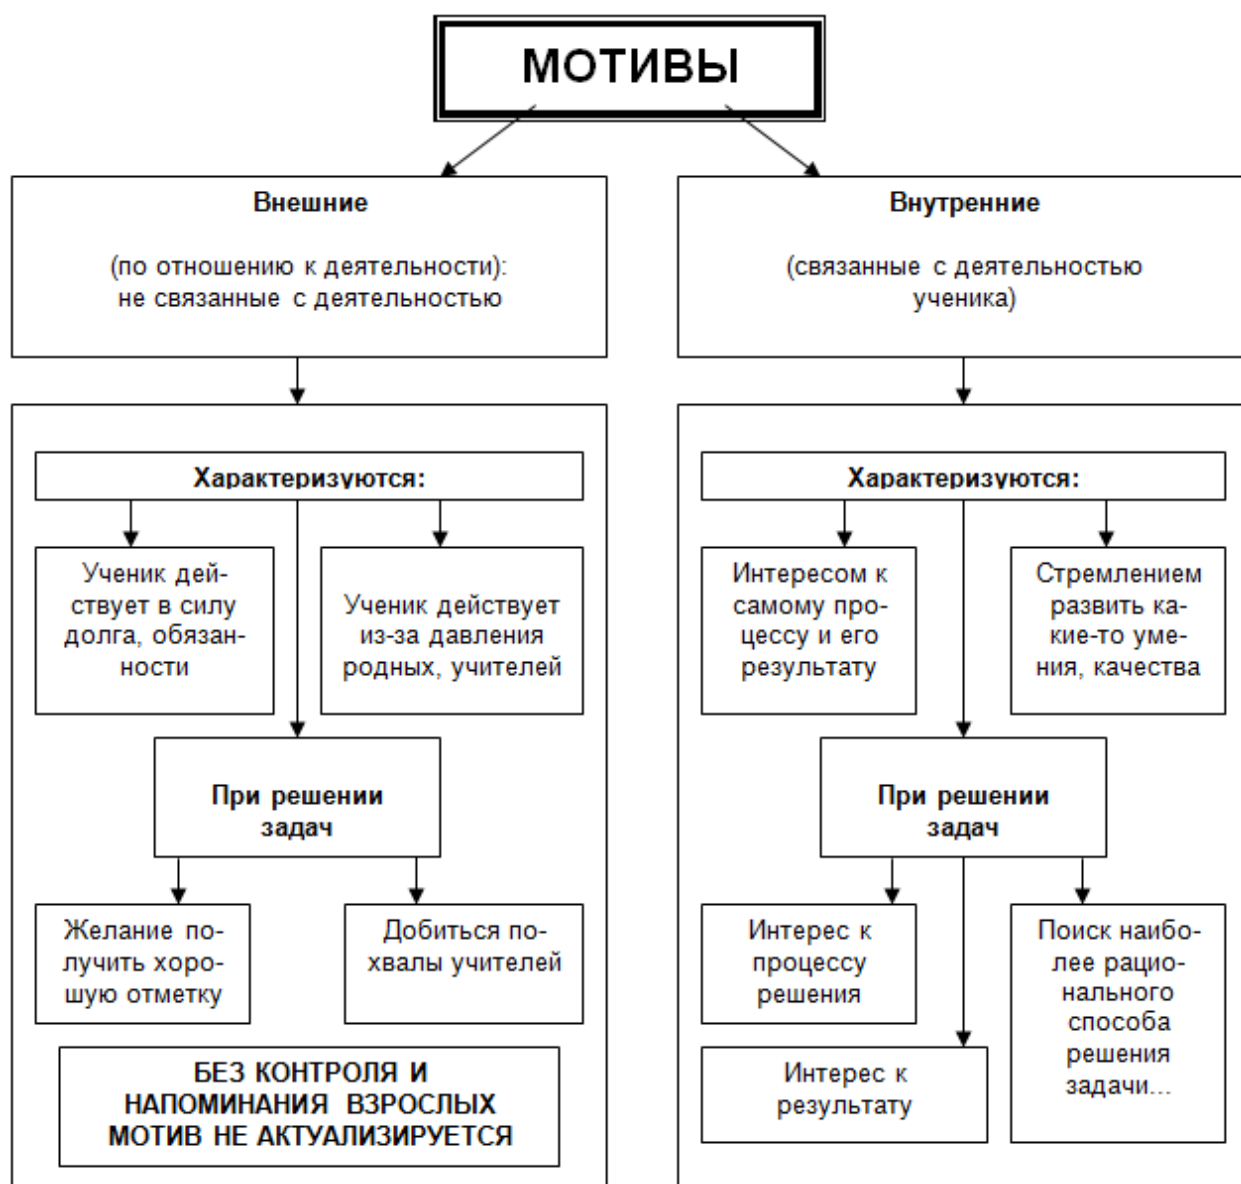 МОТИВЫ
Внешние
(по отношению к деятельности):
не связанные с деятельностью
Внутренние
(связанные с деятельностью
ученика)
Характеризуются:
Ученик дей-
ствует в силу
долга, обязан-
ности
Ученик действует
из-за давления
родных, учителей
При решении
задач
Желание по-
лучить хоро-
шую отметку
Добиться по-
хвалы учителей
БЕЗ КОНТРОЛЯ И
НАПОМИНАНИЯ ВЗРОСЛЫХ
МОТИВ НЕ АКТУАЛИЗИРУЕТСЯ
Характеризуются:
Интересом к
самому про-
цессу и его
результату
Стремлением
развить ка-
кие-то уме-
ния, качества
При решении
задач
Интерес к
процессу
решения
Интерес к
результату
Поиск наибо-
лее рацио-
нального
способа
решения
задачи...